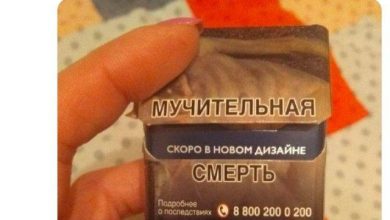 МУЧИТЕЛЬНАЯ
СКОРО В НОВОМ ДИЗАЙНЕ
СМЕРТЬ
Подробнее
о последствиях
8 800 200 0 200